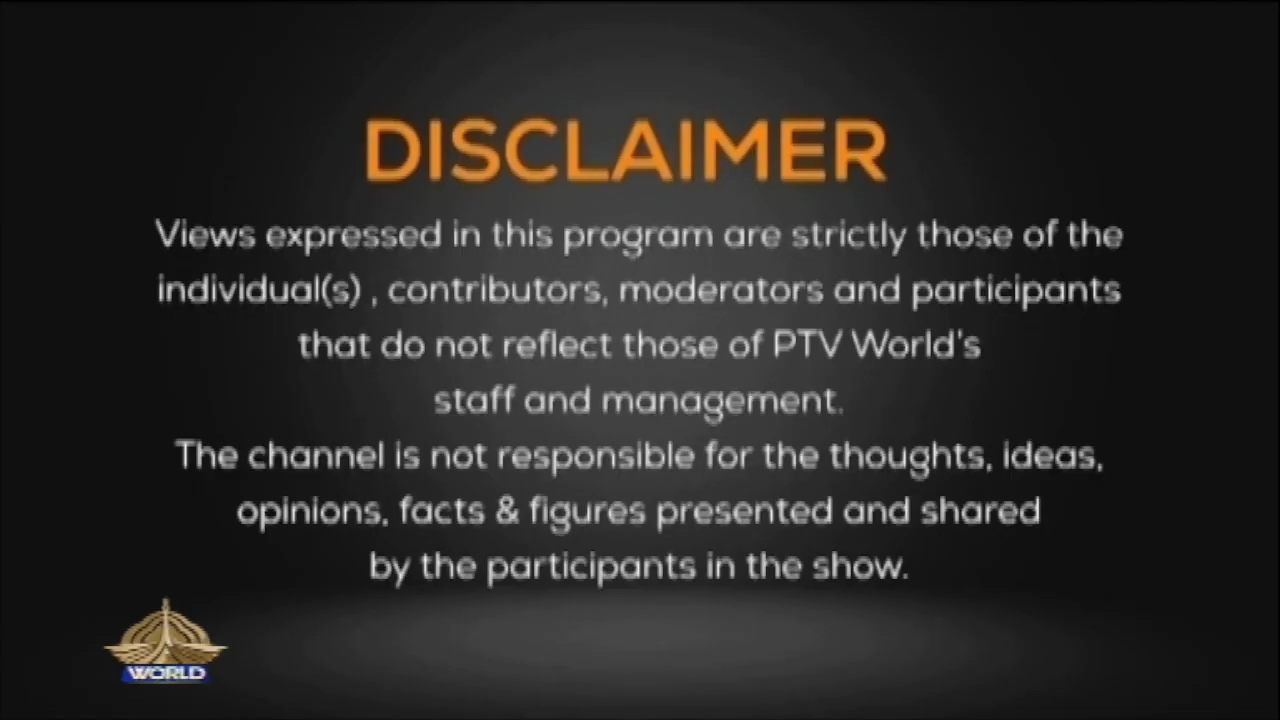 DISCLAIMER
Views expressed in this program are strictly those of the
individual(s) , contributors, moderators and participants
that do not reflect those of PTV World's
staff and management.
The channel is not responsible for the thoughts, ideas,
opinions, facts & figures presented and shared
by the participants in the show.
WORLD